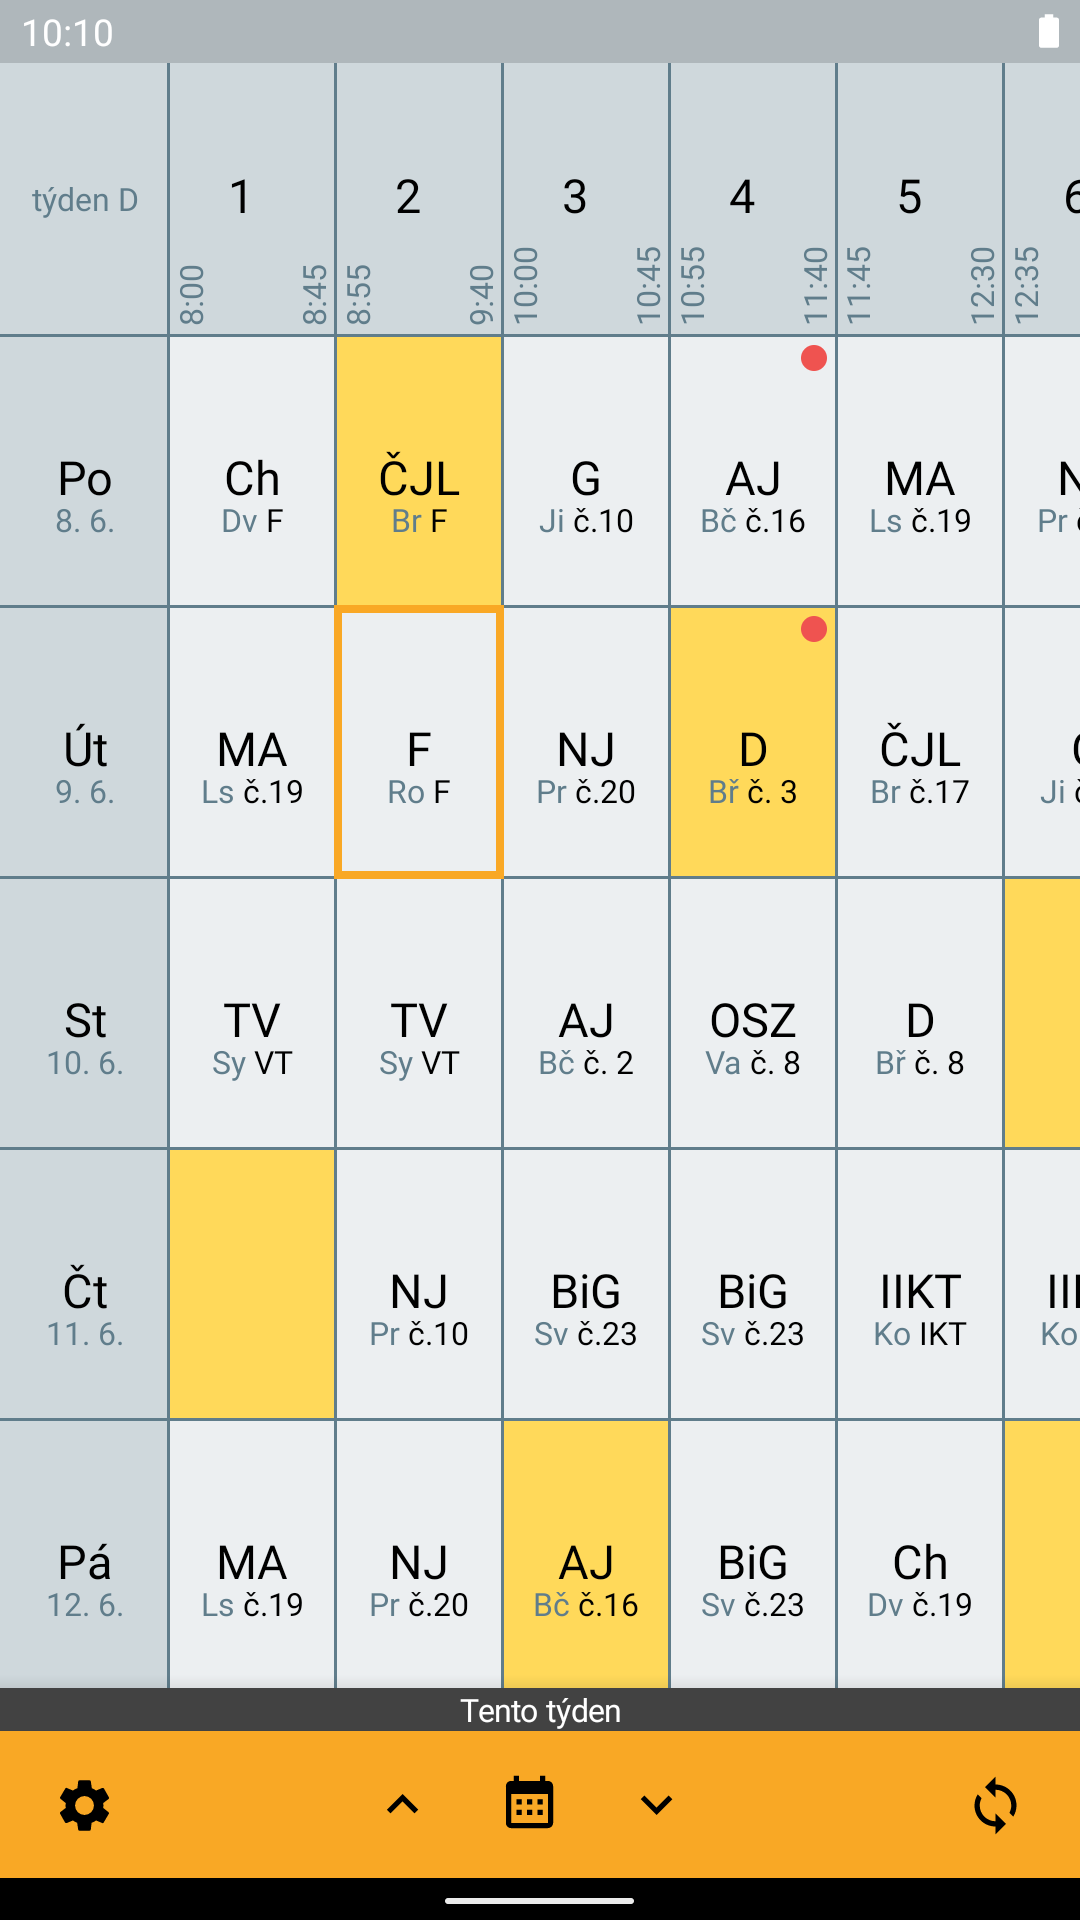 10:10
týden D 1 2 3 4 5 6
8:00 8:45 8:55 9:40 10:00 10:45 10:55 11:40 11:45 12:30 12:35
Po Ch ČJL G AJ MA
8. 6. Dv F Br F Ji č.10 Bč č.16 Ls č.19 Pr
Út MA F NJ D ČJL
9. 6. Ls č.19 Ro F Pr č.20 Bř č. 3 Br č.17 Ji
St TV TV AJ OSZ D
10. 6. Sy VT Sy VT Bč č. 2 Va č. 8 Bř č. 8
Čt NJ BiG BiG IIKT
11. 6. Pr č.10 Sv č.23 Sv č.23 Ko IKT Ko
Pá MA NJ AJ BiG Ch
12. 6. Ls č.19 Pr č.20 Bč č.16 Sv č.23 Dv č.19
Tento týden